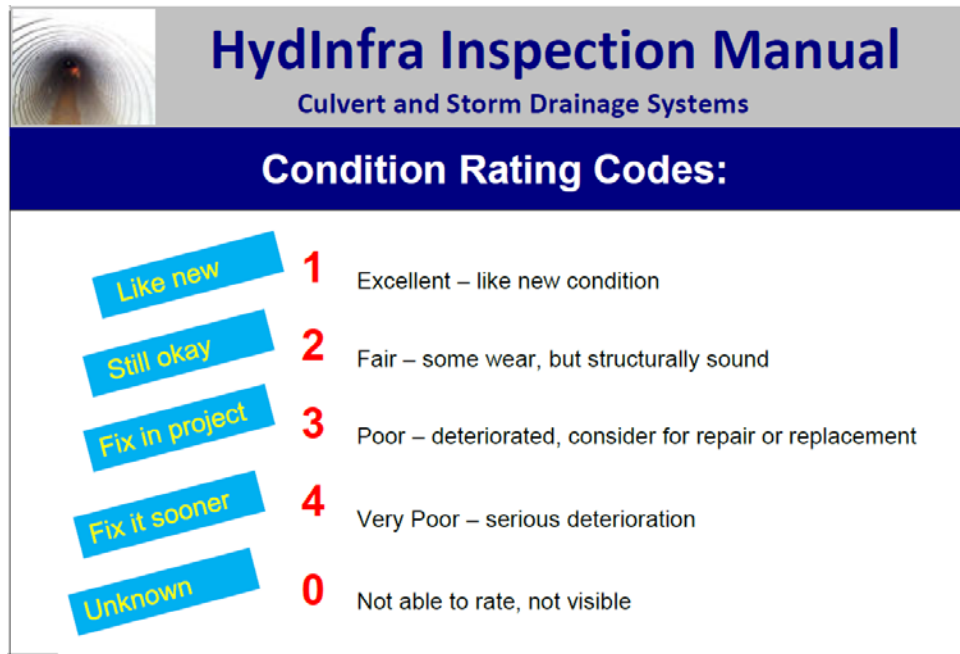 HydInfra Inspection Manual
Culvert and Storm Drainage Systems
Condition Rating Codes:
Like new 1 Excellent – like new condition
Still okay 2 Fair – some wear, but structurally sound
Fix in project 3 Poor – deteriorated, consider for repair or replacement
Fix it sooner 4 Very Poor – serious deterioration
Unknown 0 Not able to rate, not visible